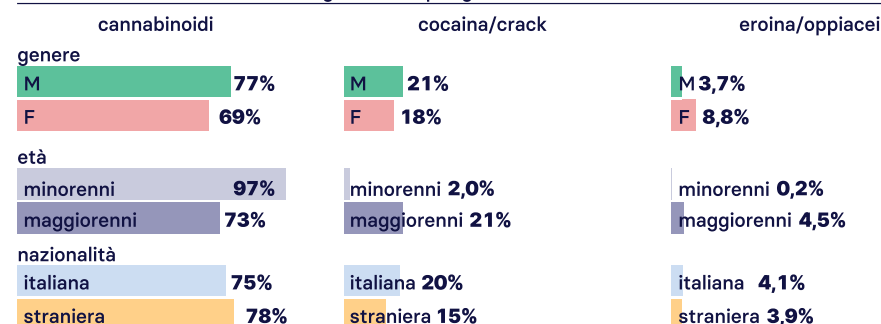 cannabinoidi cocaina/crack eroina/oppiacei
genere
M 77% M 21% M 3,7%
F 69% F 18% F 8,8%
età
minorenni 97% minorenni 2,0% minorenni 0,2%
maggiorenni 73% maggiorenni 21% maggiorenni 4,5%
nazionalità
italiana 75% italiana 20% italiana 4,1%
straniera 78% straniera 15% straniera 3,9%